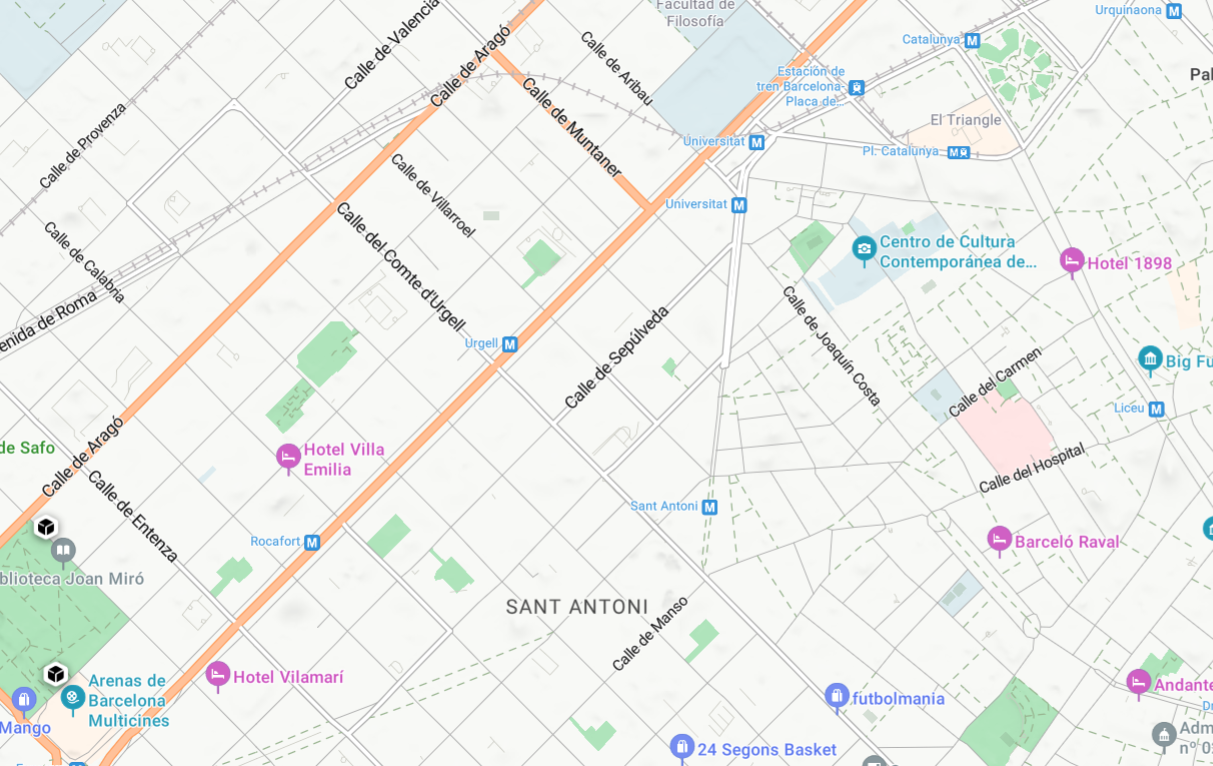 Facultad de
Filosofía
Urquinaona
Catalunya
Calle de Valencia
Calle de Aragó
Calle de Aribau
Estación de
tren Barcelona-
Placa de...
Pal
Calle de Muntaner
El Triangle
Calle de Provenza
Universitat
Pl. Catalunya
Calle de Villarroel
Universitat
Calle del Comte d'Urgell
Calle de Calabria
Centro de Cultura
Contemporánea de...
Hotel 1898
enida de Roma
Calle de Joaquín Costa
Calle de Sepúlveda
Urgell
Calle del Carmen
Big Fu
Liceu
de Safo
Calle de Aragó
Hotel Villa
Emilia
Calle del Hospital
Calle de Entenza
Sant Antoni
Rocafort
Barceló Raval
blioteca Joan Miró
SANT ANTONI
Calle de Manso
Hotel Vilamarí
Arenas de
Barcelona
Multicines
Mango
futbolmania
Andante
Adm
nº 0
24 Segons Basket